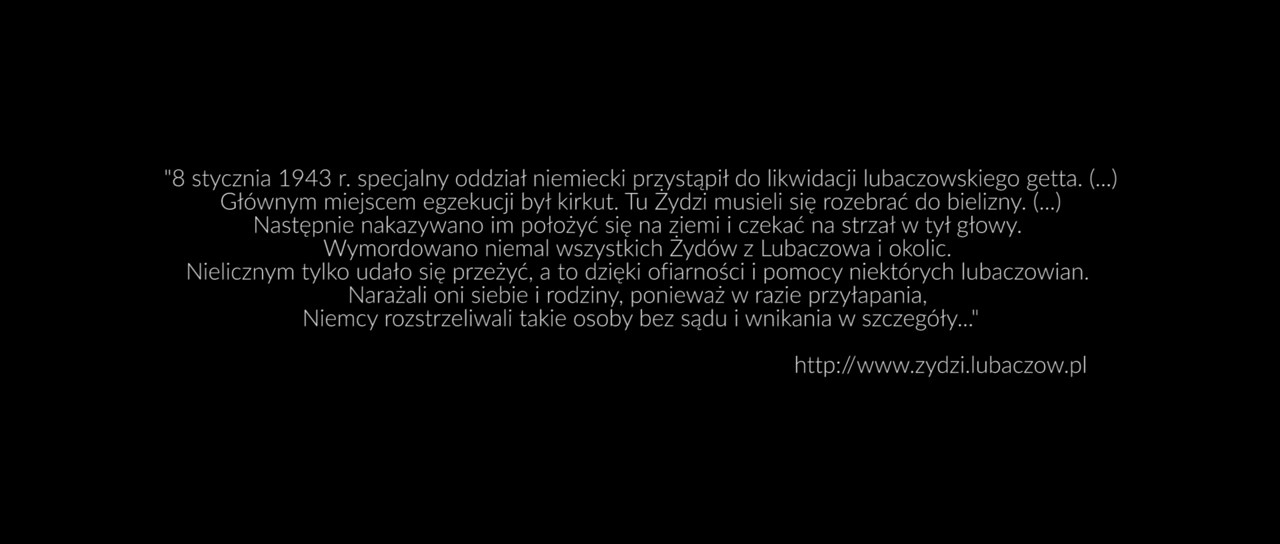 "8 stycznia 1943 r. specjalny oddział niemiecki przystąpił do likwidacji lubaczowskiego getta. (...)
Głównym miejscem egzekucji był kirkut. Tu Żydzi musieli się rozebrać do bielizny. (...)
Następnie nakazywano im położyć się na ziemi i czekać na strzał w tył głowy.
Wymordowano niemal wszystkich Żydów z Lubaczowa i okolic.
Nielicznym tylko udało się przeżyć, a to dzięki ofiarności i pomocy niektórych lubaczowian.
Narażali oni siebie i rodziny, ponieważ w razie przyłapania,
Niemcy rozstrzeliwali takie osoby bez sądu i wnikania w szczegóły..."
http://www.zydzi.lubaczow.pl